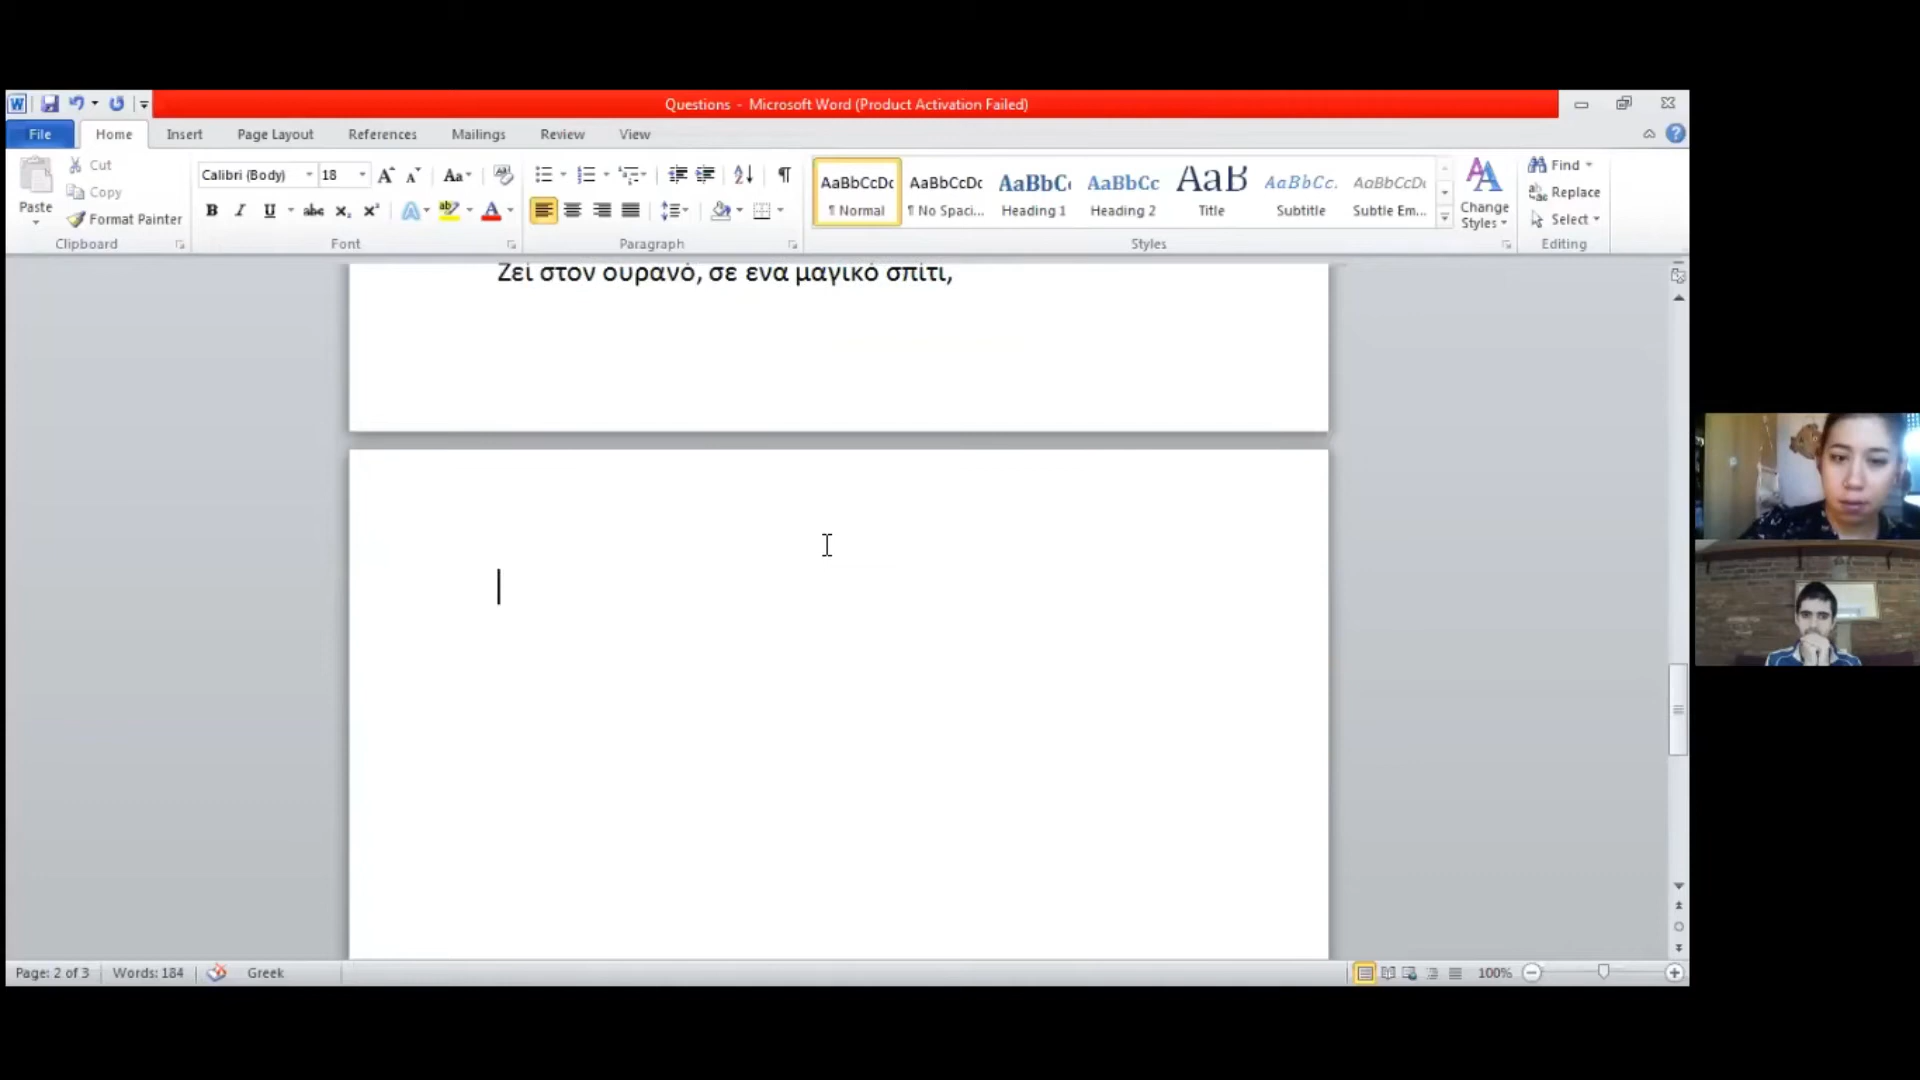 Questions - Microsoft Word (Product Activation Failed)
File Home Insert Page Layout References Mailings Review View
Paste
Cut
Copy
Format Painter
Clipboard
Calibri (Body) 18
Font
Paragraph
AaBbCcDc AaBbCcDc AaBbC AaBbCc AaB AaBbCc. AaBbCcDc
¶ Normal ¶ No Spaci... Heading 1 Heading 2 Title Subtitle Subtle Em...
Styles
Change
Styles
Find
Replace
Select
Editing
Ζεί στον ουρανό, σε ένα μαγικό σπίτι,
Page: 2 of 3 Words: 184 Greek 100%